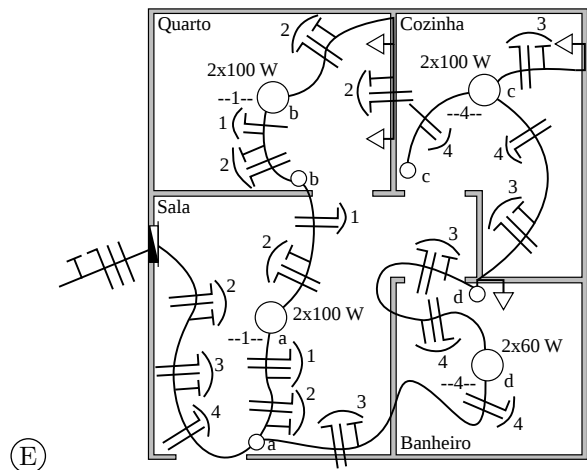 Quarto
2
2x100 W
--1--
b
1
2
b
2
Cozinha
3
2x100 W
c
--4--
4
4
c
3
Sala
1
2
2x100 W
--1--
a
2
3
4
1
2
a
3
3
d
4
2x60 W
--4--
d
4
Banheiro
E